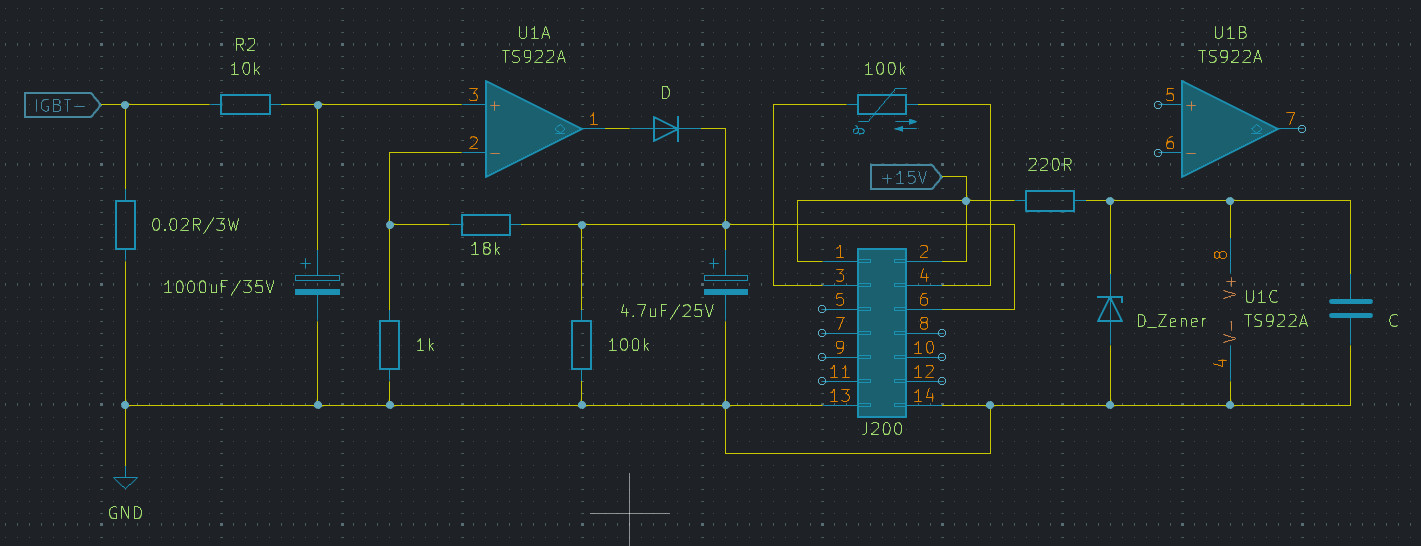 U1A
TS922A
U1B
TS922A
R2
10k
100k
D
IGBT-
3
+
1
2
-
5
+
7
6
-
+15V
220R
0.02R/3W
18k
1
2
8
+
1000uF/35V
+
4.7uF/25V
3
4
5
6
V+
U1C
TS922A
D_Zener
C
7
8
V-
1k
100k
9
10
4
11
12
13
14
J200
GND